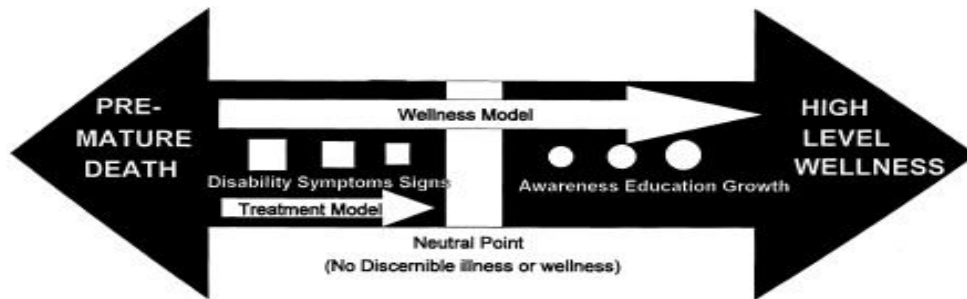 PRE-
MATURE
DEATH
Wellness Model
HIGH
LEVEL
WELLNESS
Disability Symptoms Signs
Awareness Education Growth
Treatment Model
Neutral Point
(No Discernible illness or wellness)